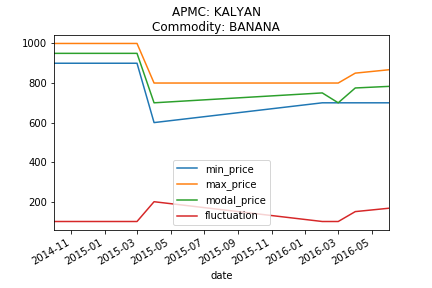 APMC: KALYAN
Commodity: BANANA
1000
800
600
400
200
min_price
max_price
modal_price
fluctuation
2014-11
2015-01
2015-03
2015-05
2015-07
2015-09
2015-11
2016-01
2016-03
2016-05
date